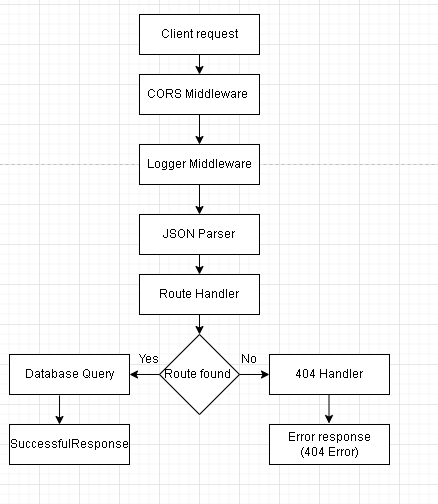 Client request
CORS Middleware
Logger Middleware
JSON Parser
Route Handler
Yes
No
Database Query
Route found
404 Handler
SuccessfulResponse
Error response
(404 Error)